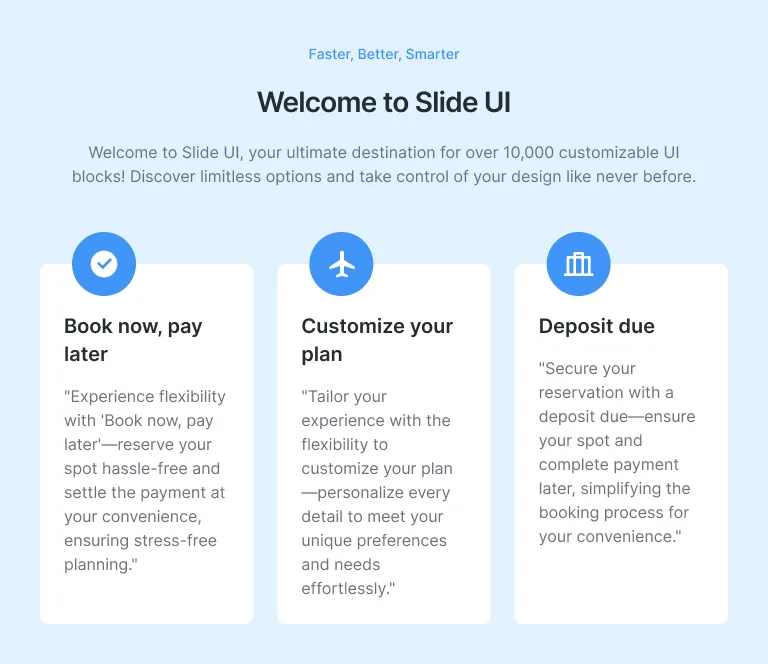 Faster, Better, Smarter
Welcome to Slide UI
Welcome to Slide UI, your ultimate destination for over 10,000 customizable UI
blocks! Discover limitless options and take control of your design like never before.
Book now, pay
later
"Experience flexibility
with 'Book now, pay
later'—reserve your
spot hassle-free and
settle the payment at
your convenience,
ensuring stress-free
planning."
Customize your
plan
"Tailor your
experience with the
flexibility to
customize your plan
—personalize every
detail to meet your
unique preferences
and needs
effortlessly."
Deposit due
"Secure your
reservation with a
deposit due—ensure
your spot and
complete payment
later, simplifying the
booking process for
your convenience."